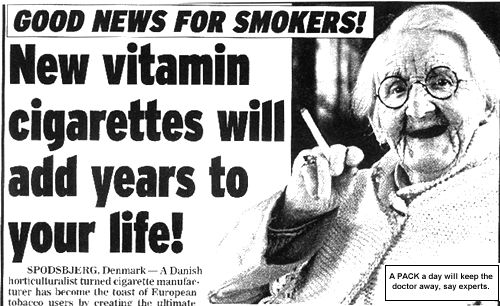 GOOD NEWS FOR SMOKERS!
New vitamin
cigarettes will
add years to
your life!
SPODSBJERG, Denmark — A Danish
horticulturalist turned cigarette manufac-
turer has become the toast of European
tobacco users by creating the ultimate
A PACK a day will keep the
doctor away, say experts.